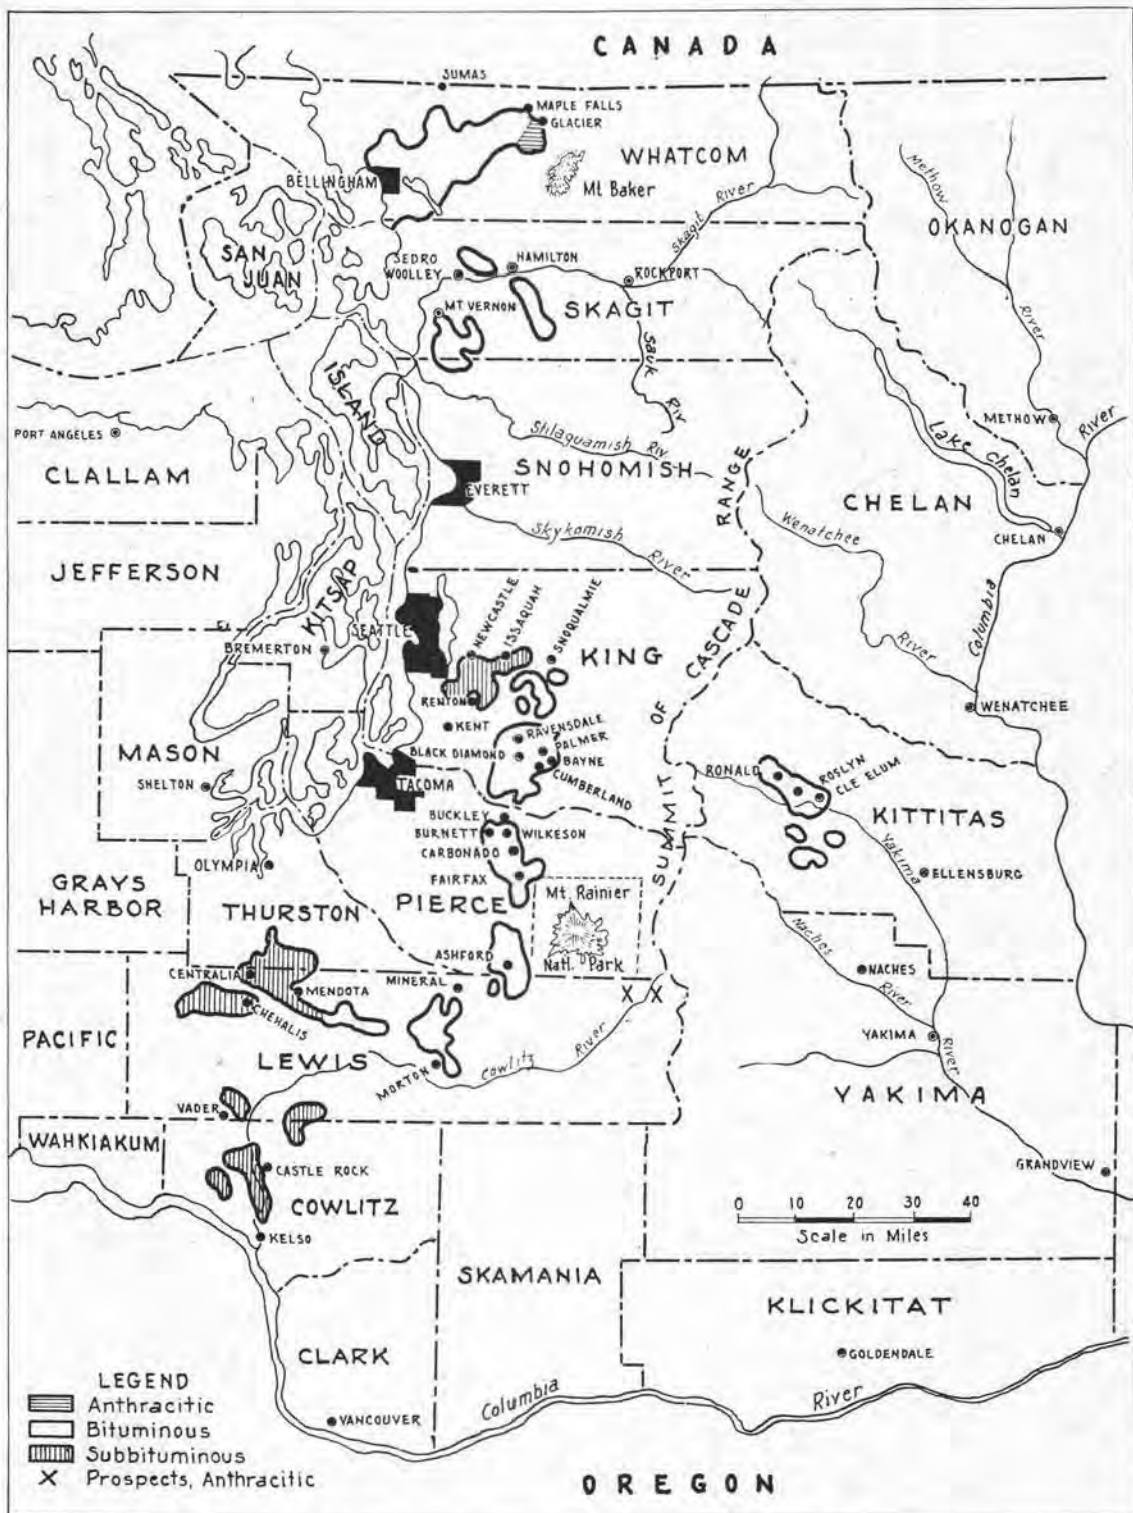 CANADA
SUMAS
MAPLE FALLS
GLACIER
WHATCOM
BELLINGHAM
Mt Baker
Skagit River
Methow River
OKANOGAN
SAN JUAN
SEDRO WOOLLEY
HAMILTON
ROCKPORT
MT VERNON
SKAGIT
Sauk Riv
ISLAND
PORT ANGELES
METHOW
River
Lake Chelan
Stilaguamish Riv
CLALLAM
SNOHOMISH
EVERETT
CHELAN
Skykomish River
Wenatchee River
CHELAN
JEFFERSON
KITSAP
NEWCASTLE
ISSAQUAH
SNOQUALMIE
Columbia
SEATTLE
BREMERTON
KING
SUMMIT OF CASCADE RANGE
RENTON
WENATCHEE
KENT
RAVENSDALE
MASON
BLACK DIAMOND
PALMER
BAYNE
CUMBERLAND
RONALD
ROSLYN
CLE ELUM
SHELTON
TACOMA
KITTITAS
BUCKLEY
BURNETT
WILKESON
CARBONADO
Yakima River
OLYMPIA
ELLENSBURG
FAIRFAX
GRAYS HARBOR
THURSTON
PIERCE
Mt. Rainier
Natl. Park
Naches River
ASHFORD
CENTRALIA
MENDOTA
MINERAL
NACHES
X X
CHEHALIS
PACIFIC
LEWIS
YAKIMA
MORTON
Cowlitz River
VADER
YAKIMA
WAHKIAKUM
CASTLE ROCK
GRANDVIEW
COWLITZ
0 10 20 30 40
Scale in Miles
KELSO
SKAMANIA
KLICKITAT
CLARK
GOLDENDALE
LEGEND
Anthracitic
Bituminous
Subbituminous
X Prospects, Anthracitic
VANCOUVER
Columbia River
OREGON